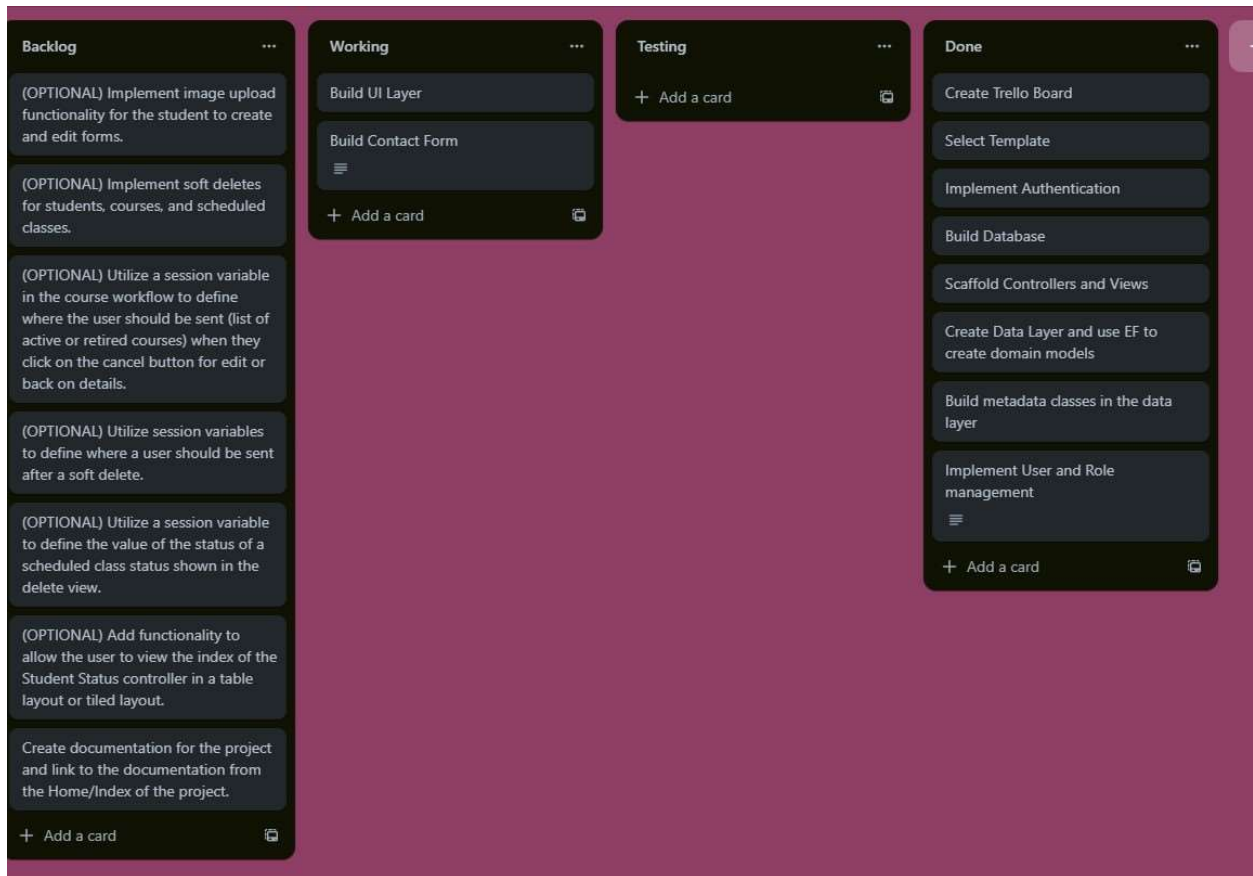 Backlog
(OPTIONAL) Implement image upload
functionality for the student to create
and edit forms.
(OPTIONAL) Implement soft deletes
for students, courses, and scheduled
classes.
(OPTIONAL) Utilize a session variable
in the course workflow to define
where the user should be sent (list of
active or retired courses) when they
click on the cancel button for edit or
back on details.
(OPTIONAL) Utilize session variables
to define where a user should be sent
after a soft delete.
(OPTIONAL) Utilize a session variable
to define the value of the status of a
scheduled class status shown in the
delete view.
(OPTIONAL) Add functionality to
allow the user to view the index of the
Student Status controller in a table
layout or tiled layout.
Create documentation for the project
and link to the documentation from
the Home/Index of the project.
+ Add a card
Working
Build UI Layer
Build Contact Form
+ Add a card
Testing
+ Add a card
Done
Create Trello Board
Select Template
Implement Authentication
Build Database
Scaffold Controllers and Views
Create Data Layer and use EF to
create domain models
Build metadata classes in the data
layer
Implement User and Role
management
+ Add a card